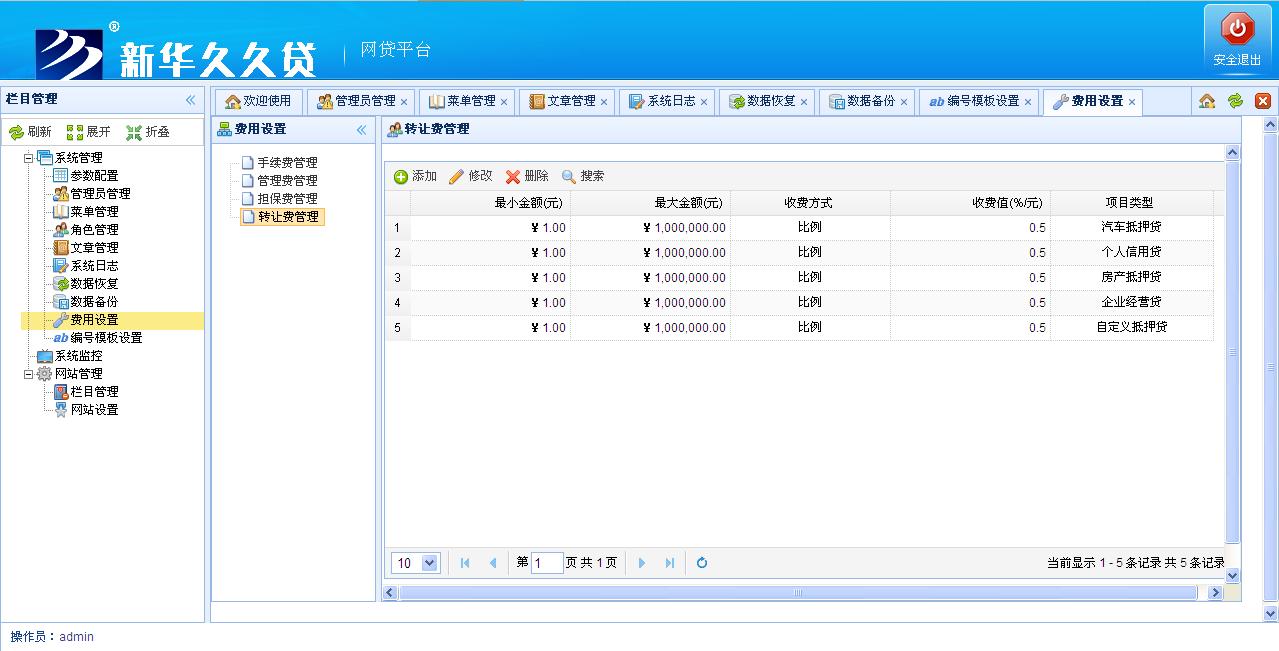 新华久久贷 ® 网贷平台
安全退出
栏目管理
刷新 展开 折叠
系统管理
参数配置
管理员管理
菜单管理
角色管理
文章管理
系统日志
数据恢复
数据备份
费用设置
ab 编号模板设置
系统监控
网站管理
栏目管理
网站设置
欢迎使用 管理员管理 × 菜单管理 × 文章管理 × 系统日志 × 数据恢复 × 数据备份 × ab 编号模板设置 × 费用设置 ×
费用设置
手续费管理
管理费管理
担保费管理
转让费管理
转让费管理
添加 修改 删除 搜索
最小金额(元) 最大金额(元) 收费方式 收费值(%/元) 项目类型
1 ¥ 1.00 ¥ 1,000,000.00 比例 0.5 汽车抵押贷
2 ¥ 1.00 ¥ 1,000,000.00 比例 0.5 个人信用贷
3 ¥ 1.00 ¥ 1,000,000.00 比例 0.5 房产抵押贷
4 ¥ 1.00 ¥ 1,000,000.00 比例 0.5 企业经营贷
5 ¥ 1.00 ¥ 1,000,000.00 比例 0.5 自定义抵押贷
10 第 1 页 共 1 页 当前显示 1 - 5 条记录 共 5 条记录
操作员：admin